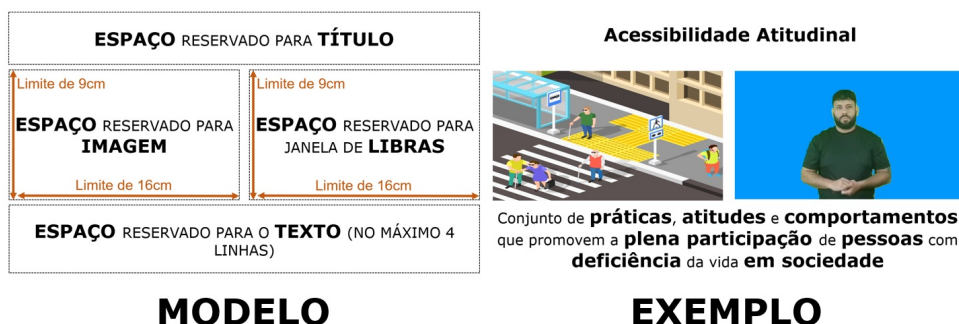 ESPAÇO RESERVADO PARA TÍTULO
Limite de 9cm
ESPAÇO RESERVADO PARA
IMAGEM
Limite de 16cm
Limite de 9cm
ESPAÇO RESERVADO PARA
JANELA DE LIBRAS
Limite de 16cm
ESPAÇO RESERVADO PARA O TEXTO (NO MÁXIMO 4
LINHAS)
MODELO
Acessibilidade Atitudinal
Conjunto de práticas, atitudes e comportamentos
que promovem a plena participação de pessoas com
deficiência da vida em sociedade
EXEMPLO